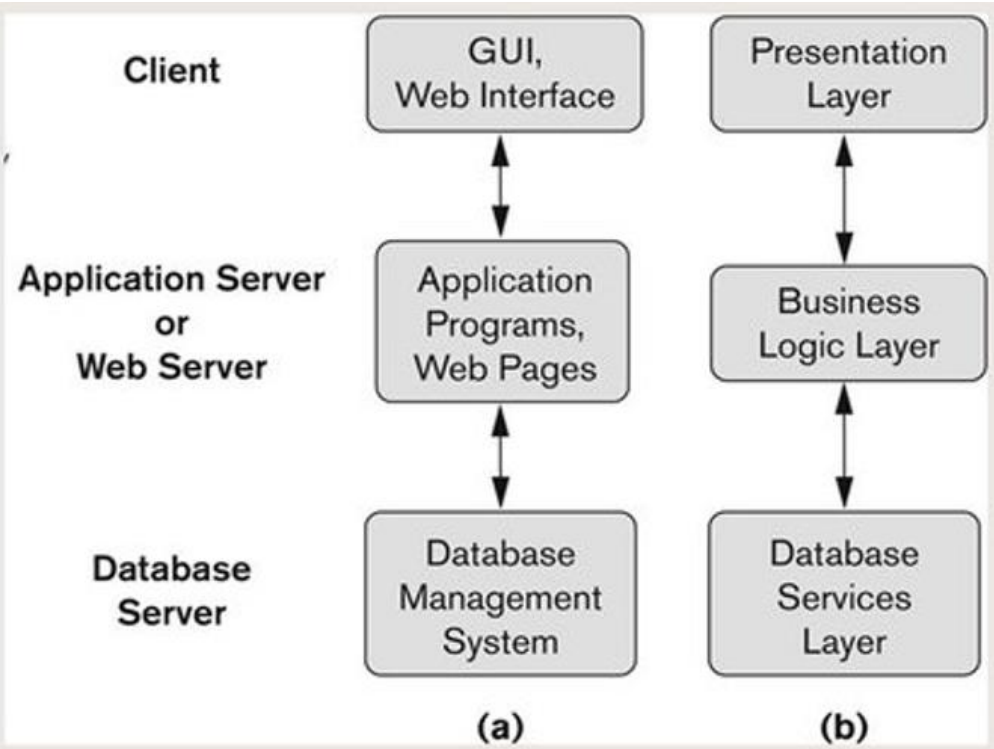 Client
GUI,
Web Interface
Presentation
Layer
Application Server
or
Web Server
Application
Programs,
Web Pages
Business
Logic Layer
Database
Server
Database
Management
System
Database
Services
Layer
(a)
(b)